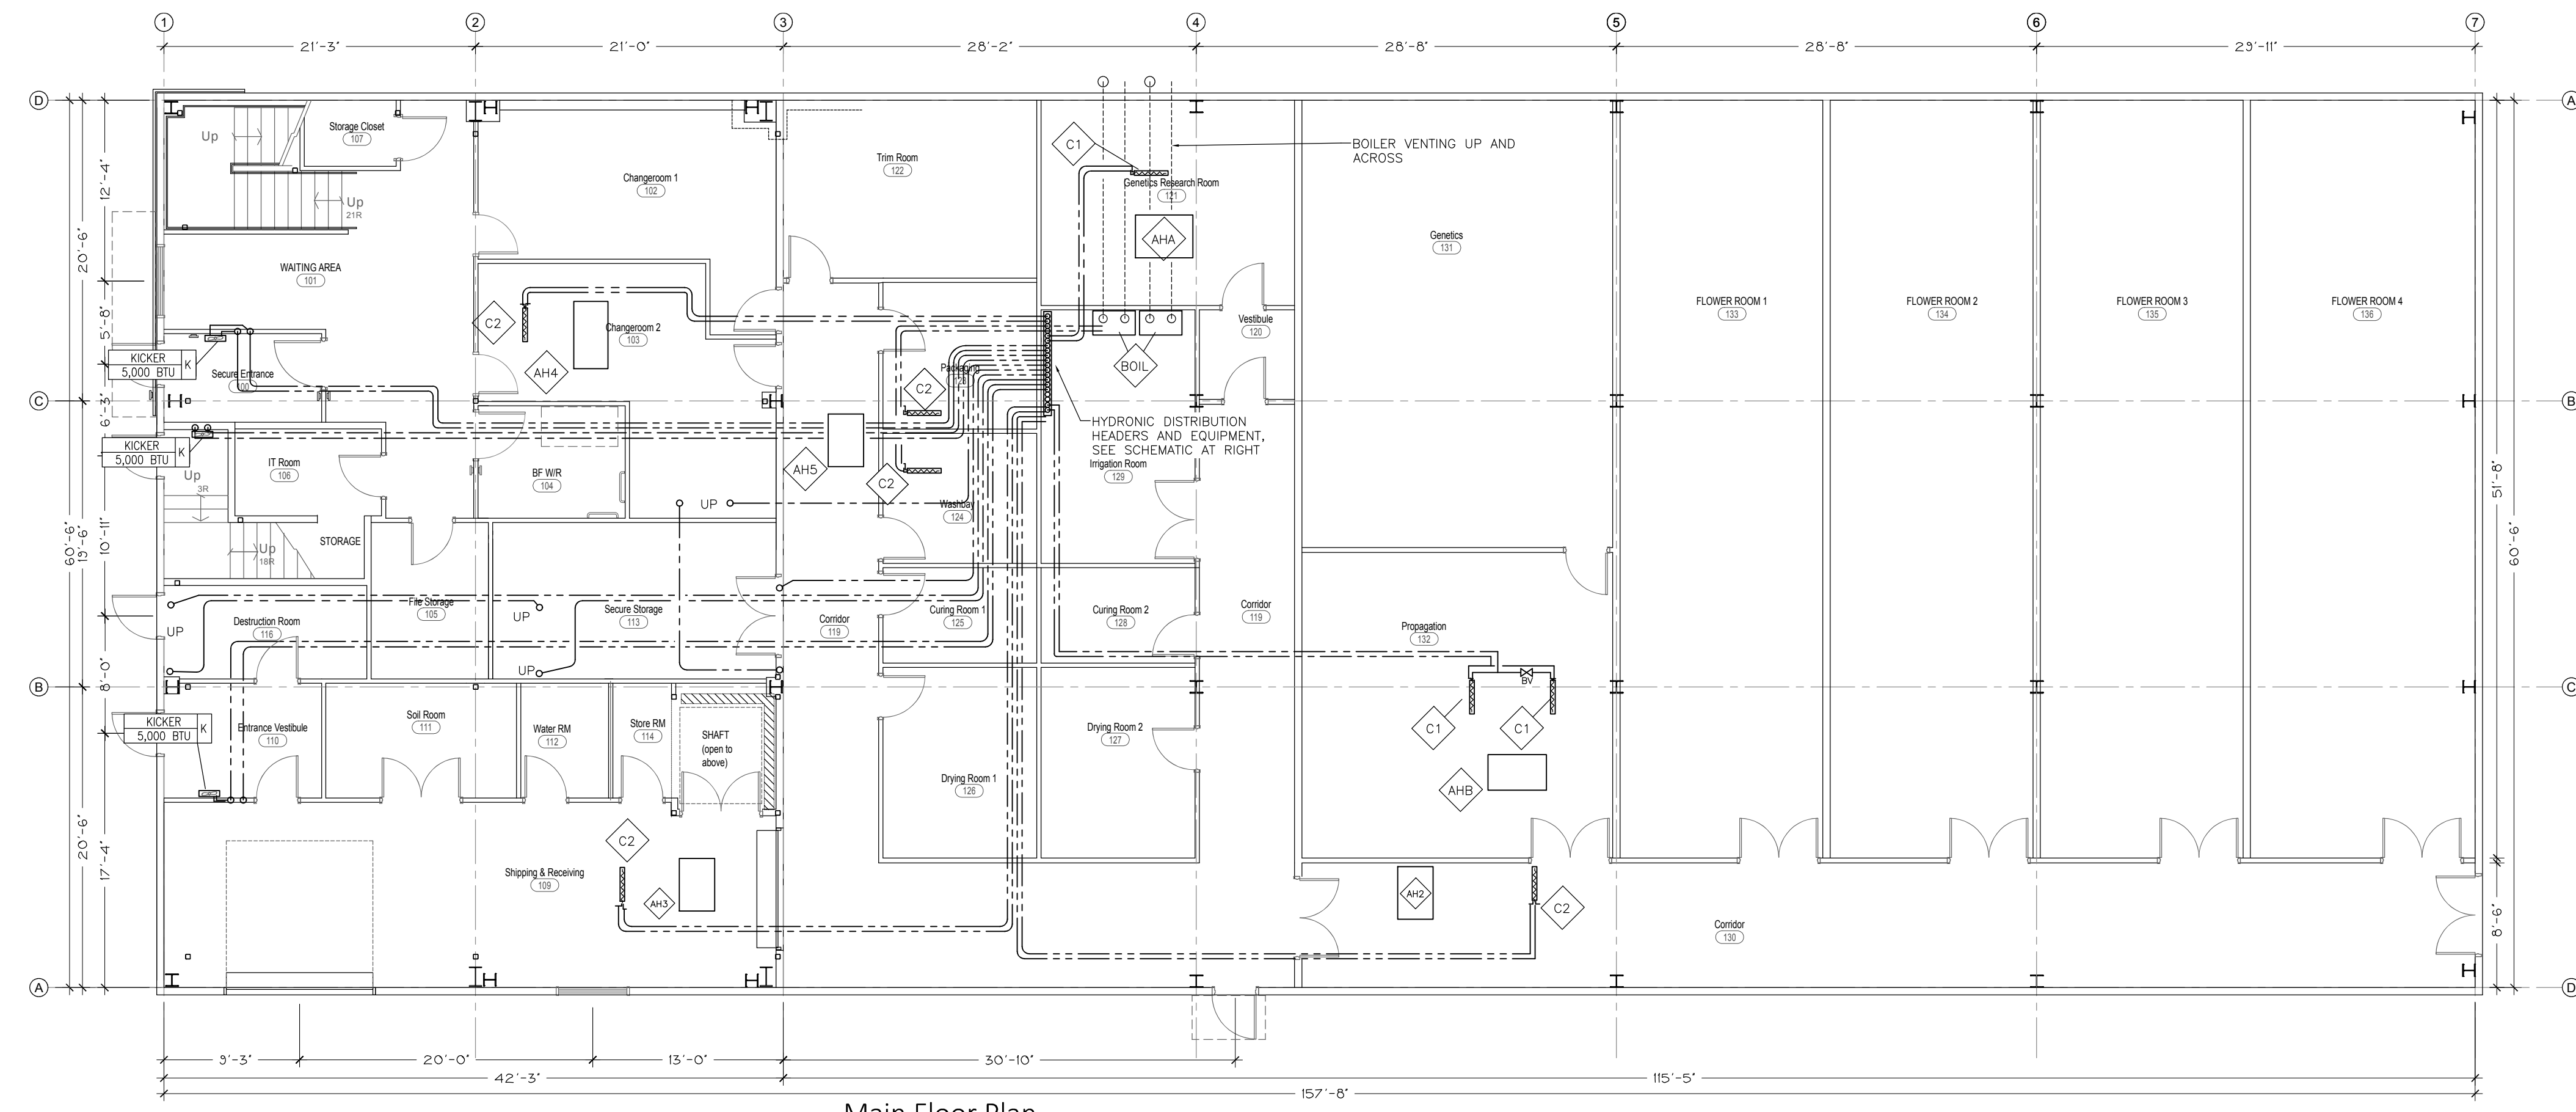 1
2
3
4
5
6
7
21'-3"
21'-0"
28'-2"
28'-8"
28'-8"
29'-11"
D
A
Up
Storage Closet
107
Up
21R
Changeroom 1
102
Trim Room
122
C1
BOILER VENTING UP AND
ACROSS
Genetics Research Room
121
AHA
Genetics
131
12'-4"
20'-6"
WAITING AREA
101
5'-8"
C2
Changeroom 2
103
AH4
Vestibule
120
BOIL
FLOWER ROOM 1
133
FLOWER ROOM 2
134
FLOWER ROOM 3
135
FLOWER ROOM 4
136
KICKER
5,000 BTU
K
Secure Entrance
100
Packaging
123
C2
6'-3"
C
B
HYDRONIC DISTRIBUTION
HEADERS AND EQUIPMENT,
SEE SCHEMATIC AT RIGHT
KICKER
5,000 BTU
K
Up
3R
IT Room
106
BF W/R
104
UP
AH5
C2
Irrigation Room
129
Washbay
124
51'-8"
60'-6"
19'-6"
10'-11"
60'-6"
STORAGE
Up
18R
UP
Destruction Room
116
File Storage
105
UP
Secure Storage
113
UP
Corridor
119
Curing Room 1
125
Curing Room 2
128
Corridor
119
Propagation
132
8'-0"
B
C
BV
KICKER
5,000 BTU
K
Entrance Vestibule
110
Soil Room
111
Water RM
112
Store RM
114
SHAFT
(open to
above)
Drying Room 1
126
Drying Room 2
127
C1
C1
AHB
20'-6"
17'-4"
C2
Shipping & Receiving
109
AH3
AH2
C2
Corridor
130
8'-6"
A
D
9'-3"
20'-0"
13'-0"
30'-10"
42'-3"
115'-5"
157'-8"
Main Floor Plan